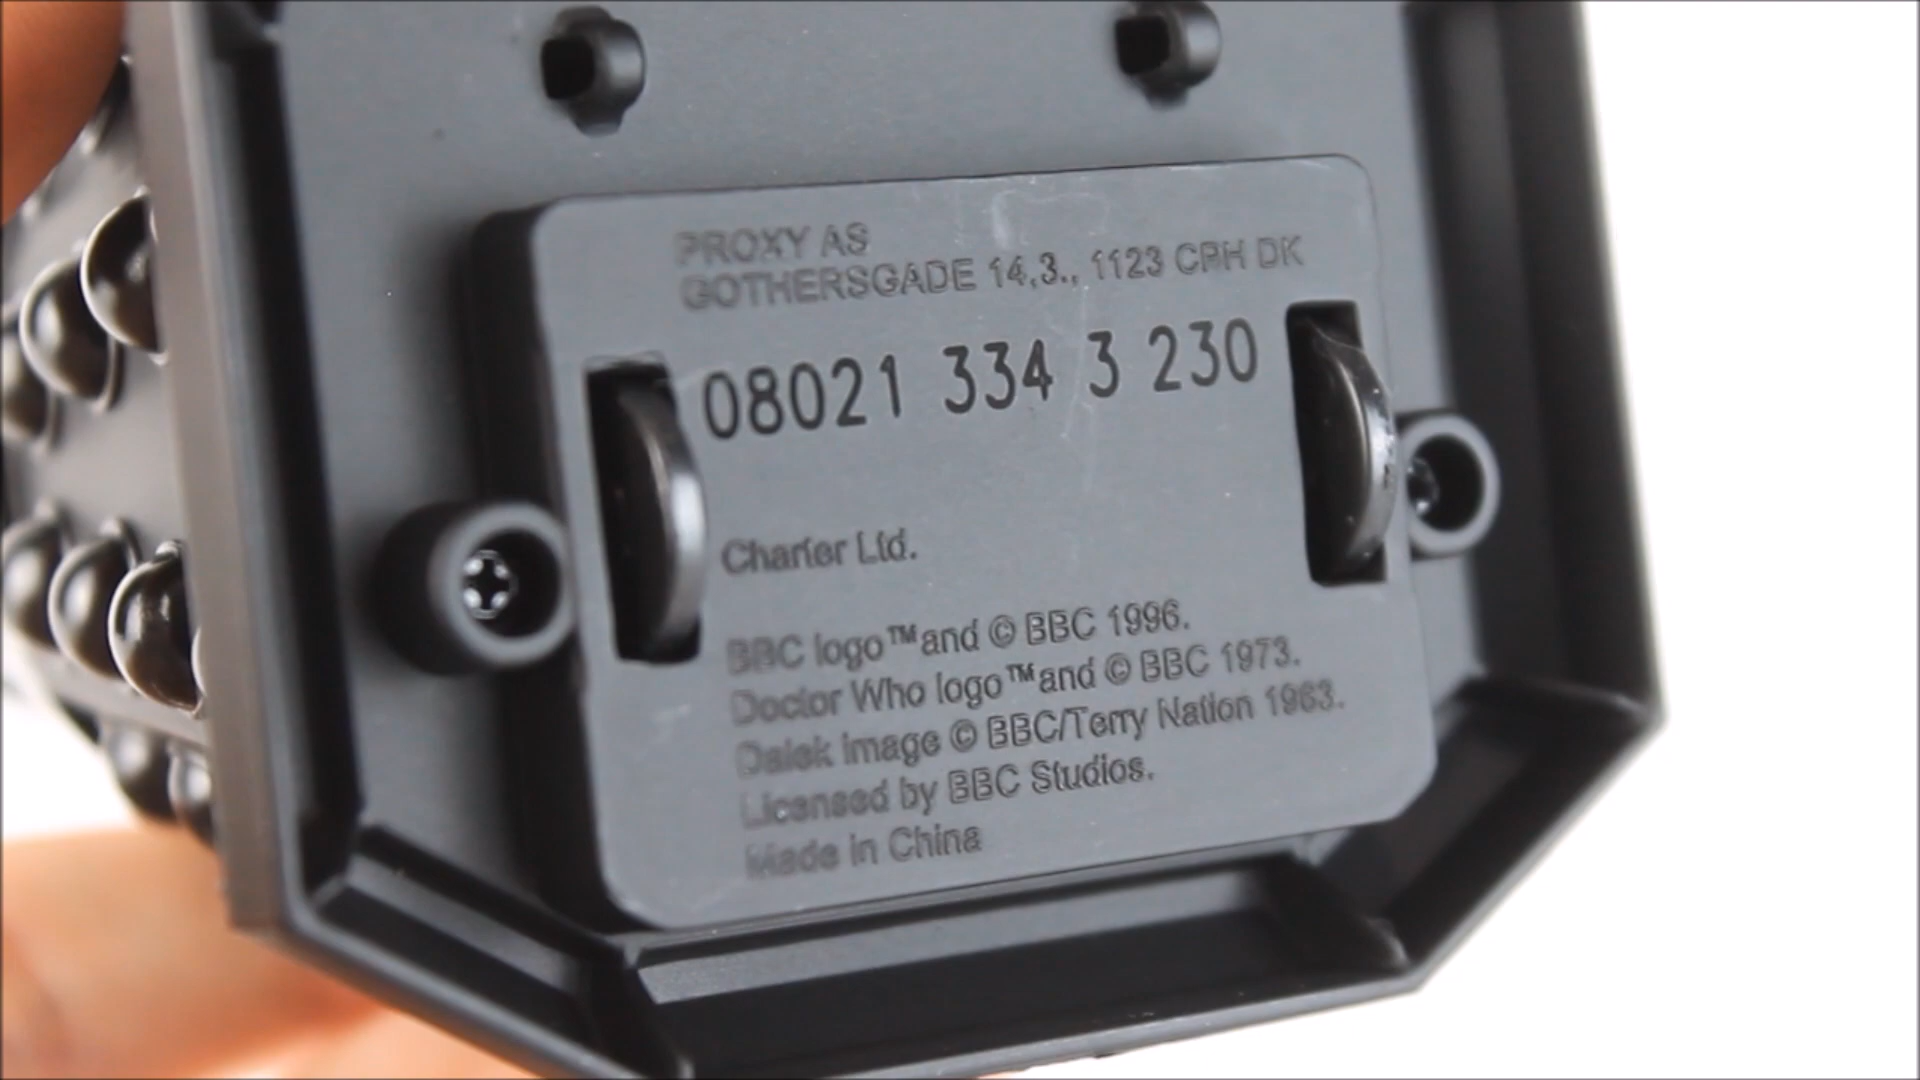 PROXY AS
GOTHERSGADE 14,3., 1123 CPH DK
08021 334 3 230
Charter Ltd.
BBC logo™and © BBC 1996.
Doctor Who logo™and © BBC 1973.
Dalek image © BBC/Terry Nation 1963.
Licensed by BBC Studios.
Made in China